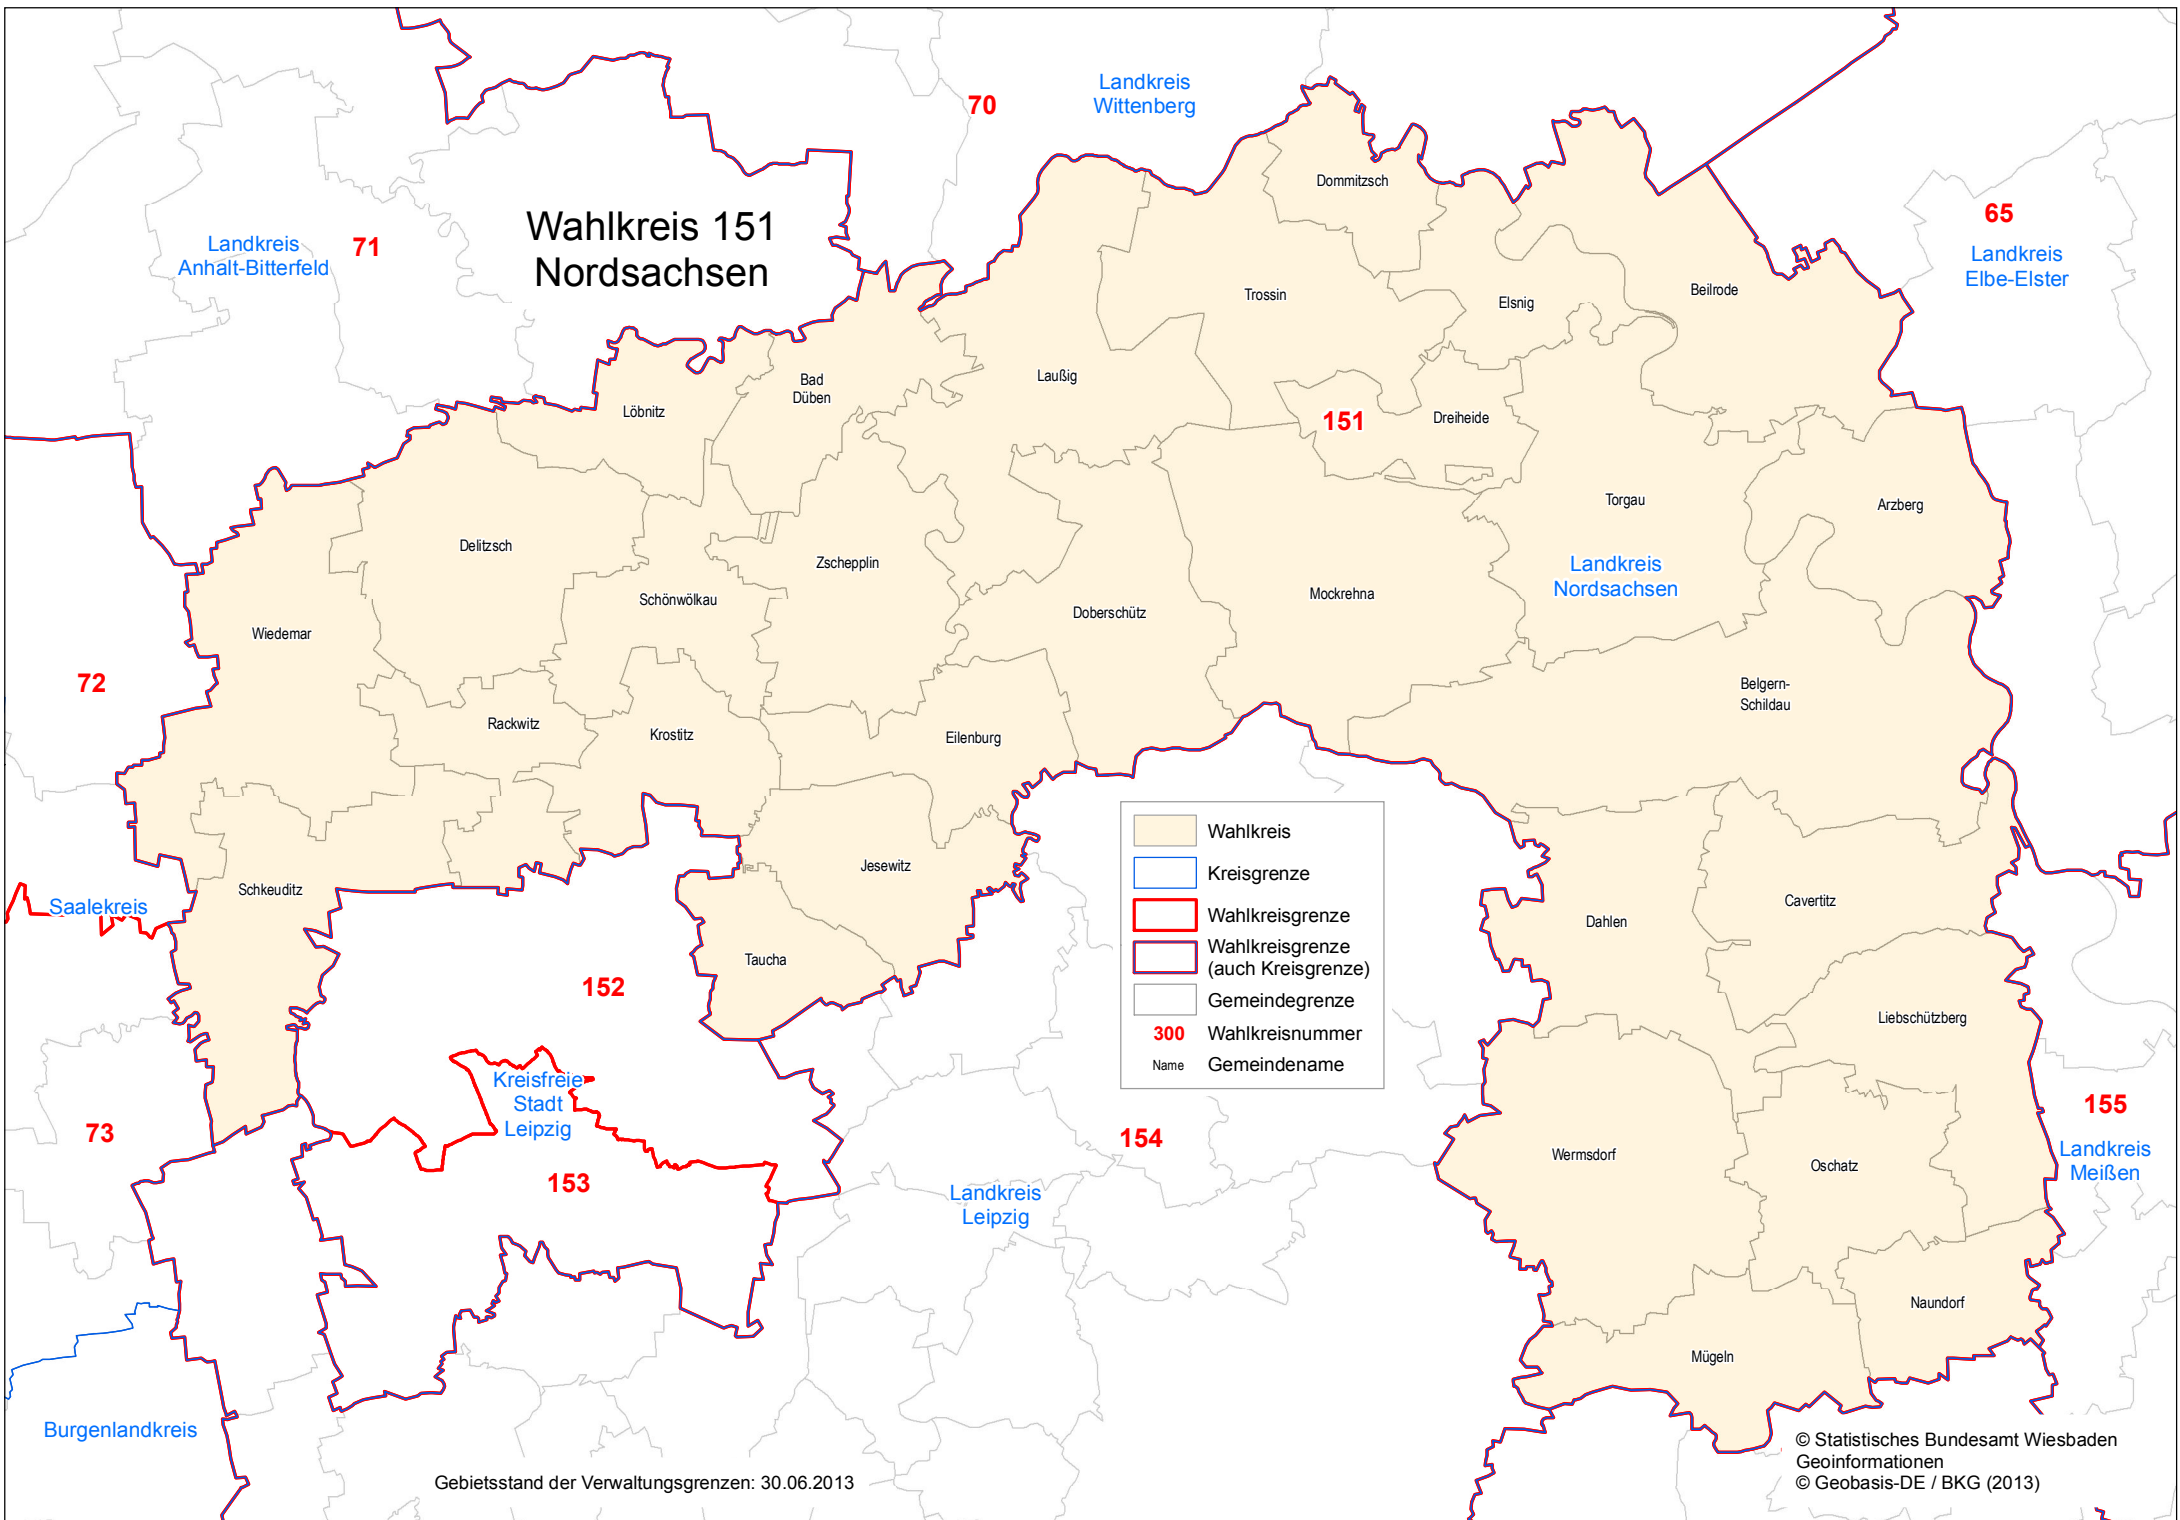 Wahlkreis 151
Nordsachsen
70
Landkreis
Wittenberg
71
Landkreis
Anhalt-Bitterfeld
65
Landkreis
Elbe-Elster
Dommitzsch
Trossin
Elsnig
Beilrode
Laußig
Bad
Düben
Löbnitz
151
Dreiheide
Torgau
Arzberg
Delitzsch
Zschepplin
Landkreis
Nordsachsen
Schönwölkau
Doberschütz
Mockrehna
Wiedemar
72
Belgern-
Schildau
Rackwitz
Krostitz
Eilenburg
Jesewitz
Schkeuditz
Saalekreis
Taucha
Cavertitz
Dahlen
152
Liebschützberg
Wahlkreis
Kreisgrenze
Wahlkreisgrenze
Wahlkreisgrenze
(auch Kreisgrenze)
Gemeindegrenze
300 Wahlkreisnummer
Name Gemeindename
Kreisfreie
Stadt
Leipzig
73
154
155
Landkreis
Meißen
Wermsdorf
Oschatz
153
Landkreis
Leipzig
Naundorf
Mügeln
Burgenlandkreis
Gebietsstand der Verwaltungsgrenzen: 30.06.2013
© Statistisches Bundesamt Wiesbaden
Geoinformationen
© Geobasis-DE / BKG (2013)